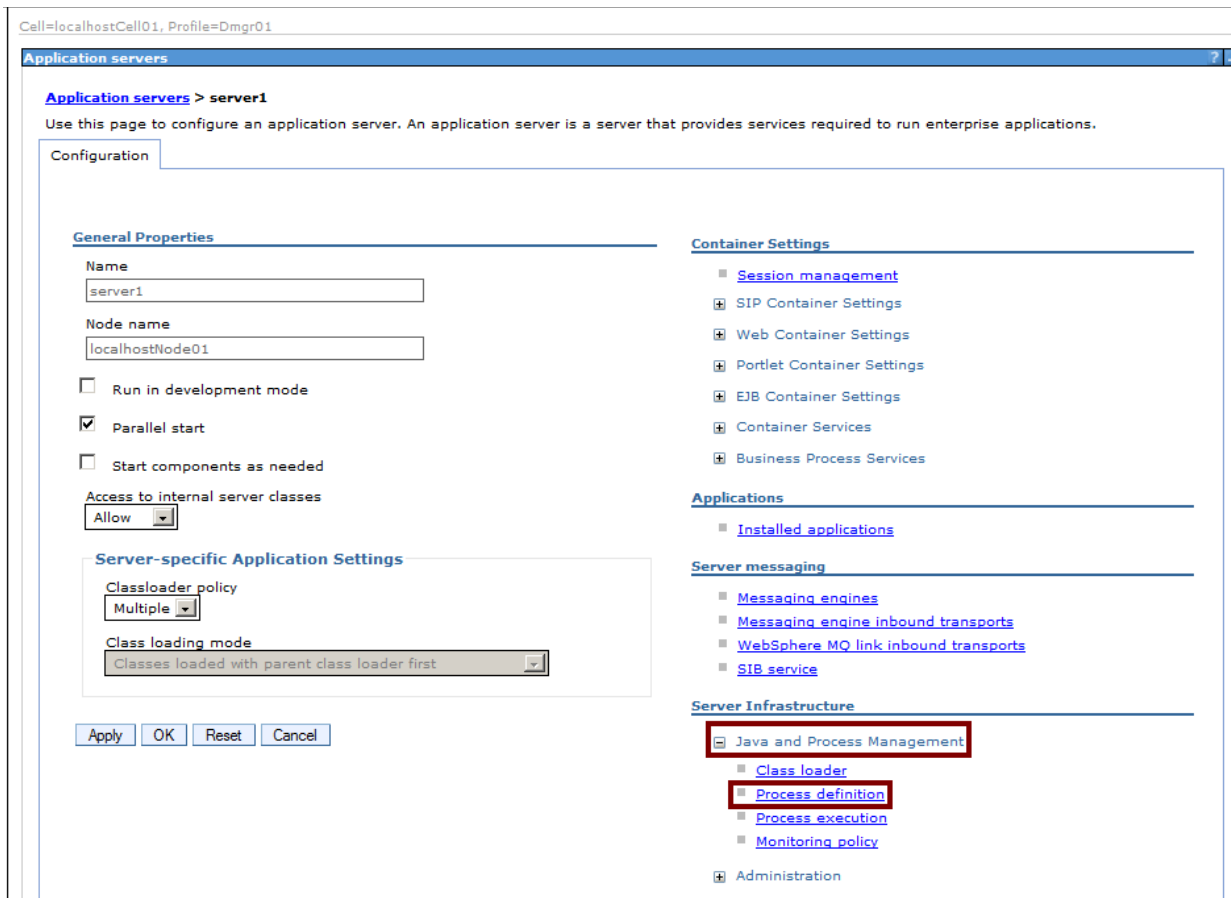 Cell=localhostCell01, Profile=Dmgr01
Application servers
?
Application servers > server1
Use this page to configure an application server. An application server is a server that provides services required to run enterprise applications.
Configuration
General Properties
Name
server1
Node name
localhostNode01
Run in development mode
Parallel start
Start components as needed
Access to internal server classes
Allow
Server-specific Application Settings
Classloader policy
Multiple
Class loading mode
Classes loaded with parent class loader first
Apply OK Reset Cancel
Container Settings
Session management
SIP Container Settings
Web Container Settings
Portlet Container Settings
EJB Container Settings
Container Services
Business Process Services
Applications
Installed applications
Server messaging
Messaging engines
Messaging engine inbound transports
WebSphere MQ link inbound transports
SIB service
Server Infrastructure
Java and Process Management
Class loader
Process definition
Process execution
Monitoring policy
Administration